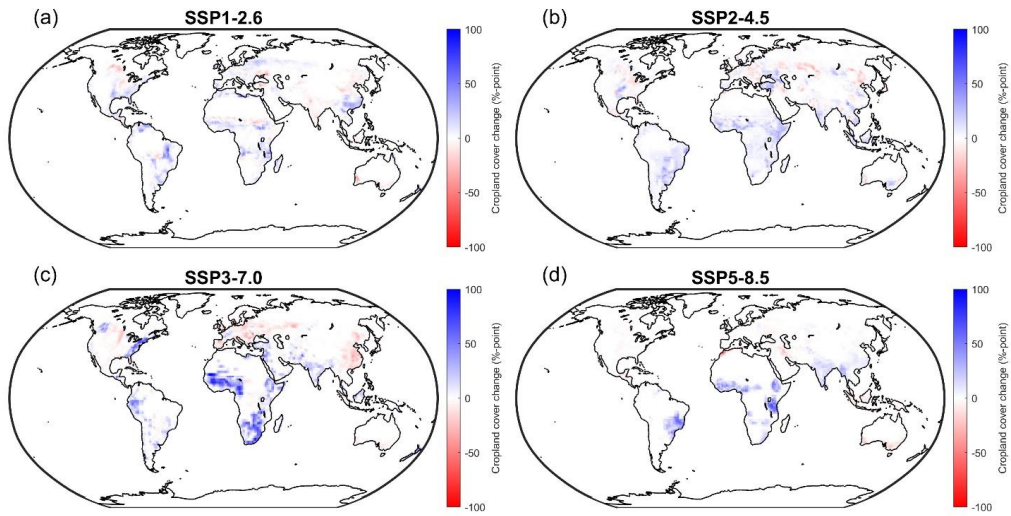 (a)
SSP1-2.6
100
50
0
-50
-100
Cropland cover change (%-point)
(b)
SSP2-4.5
100
50
0
-50
-100
Cropland cover change (%-point)
(c)
SSP3-7.0
100
50
0
-50
-100
Cropland cover change (%-point)
(d)
SSP5-8.5
100
50
0
-50
-100
Cropland cover change (%-point)